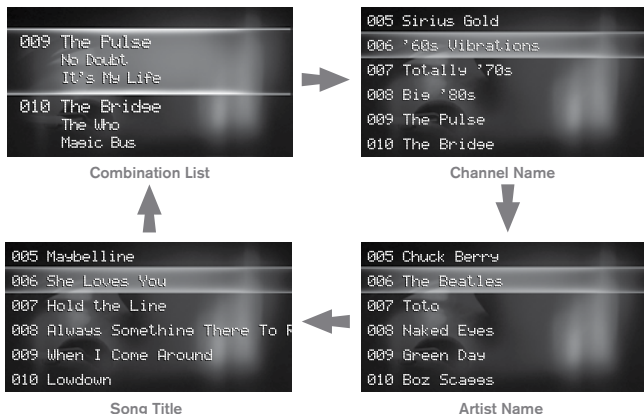 009 The Pulse
No Doubt
It's My Life
010 The Bridge
The Who
Magic Bus
Combination List
005 Sirius Gold
006 '60s Vibrations
007 Totally '70s
008 Big '80s
009 The Pulse
010 The Bridge
Channel Name
005 Maybelline
006 She Loves You
007 Hold the Line
008 Always Something There To R
009 When I Come Around
010 Lowdown
Song Title
005 Chuck Berry
006 The Beatles
007 Toto
008 Naked Eyes
009 Green Day
010 Boz Scaggs
Artist Name